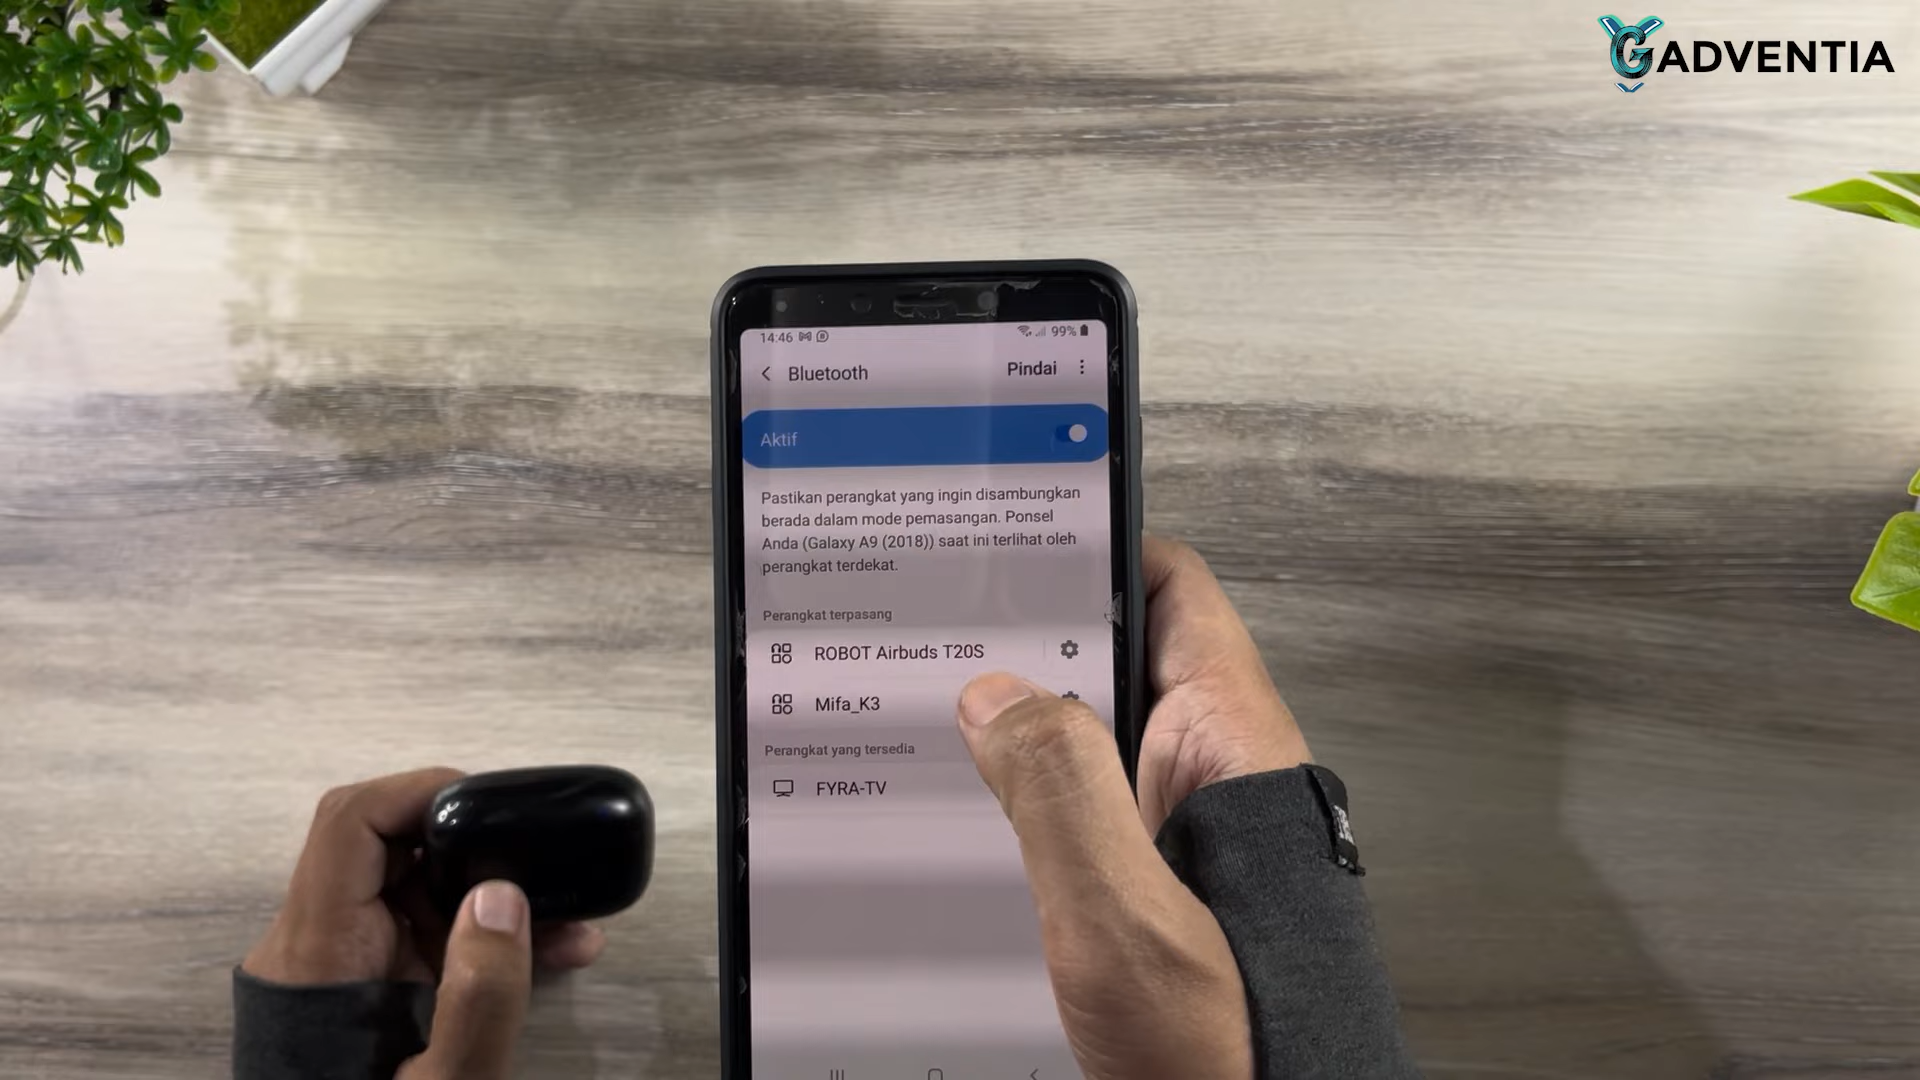 GADVENTIA
14:46
99%
Bluetooth
Pindai
Aktif
Pastikan perangkat yang ingin disambungkan
berada dalam mode pemasangan. Ponsel
Anda (Galaxy A9 (2018)) saat ini terlihat oleh
perangkat terdekat.
Perangkat terpasang
ROBOT Airbuds T20S
Mifa_K3
Perangkat yang tersedia
FYRA-TV